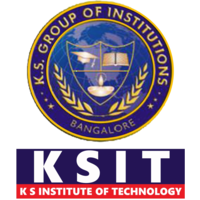 K.S. GROUP OF INSTITUTIONS
BANGALORE
KSIT
K S INSTITUTE OF TECHNOLOGY